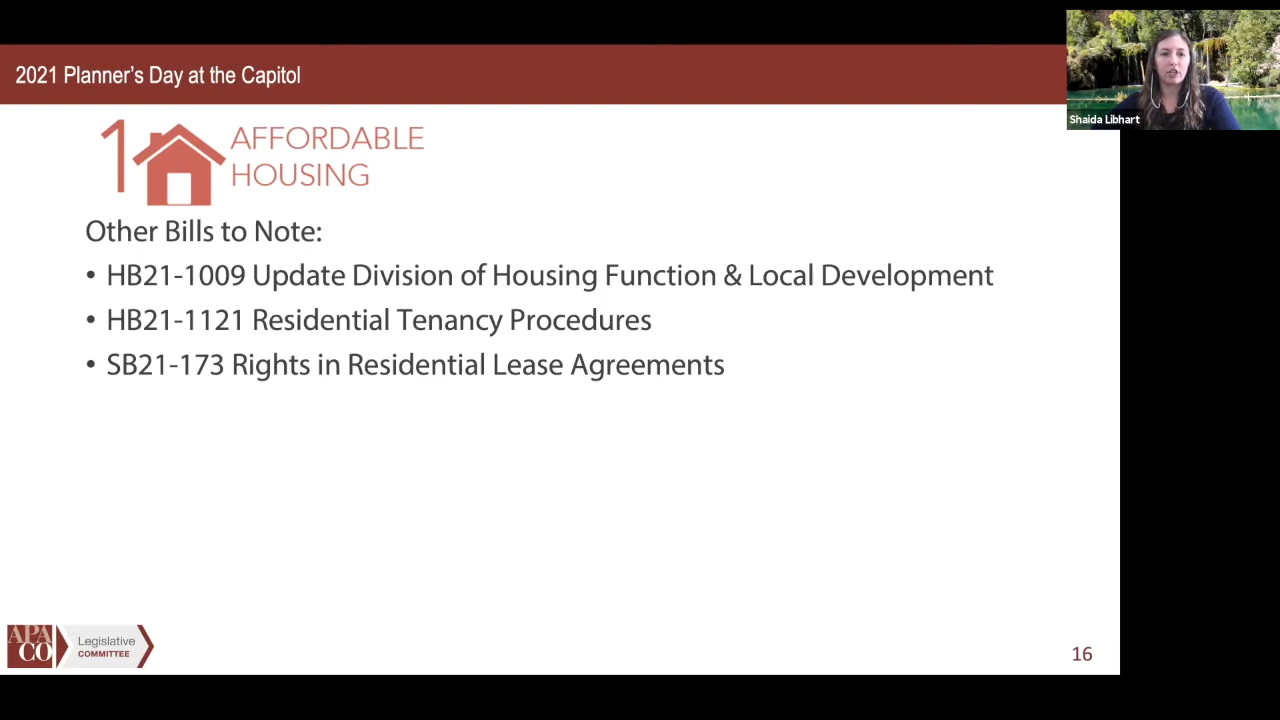 2021 Planner's Day at the Capitol
Shaida Libhart
1
AFFORDABLE
HOUSING
Other Bills to Note:
• HB21-1009 Update Division of Housing Function & Local Development
• HB21-1121 Residential Tenancy Procedures
• SB21-173 Rights in Residential Lease Agreements
APA
CO
Legislative
COMMITTEE
16